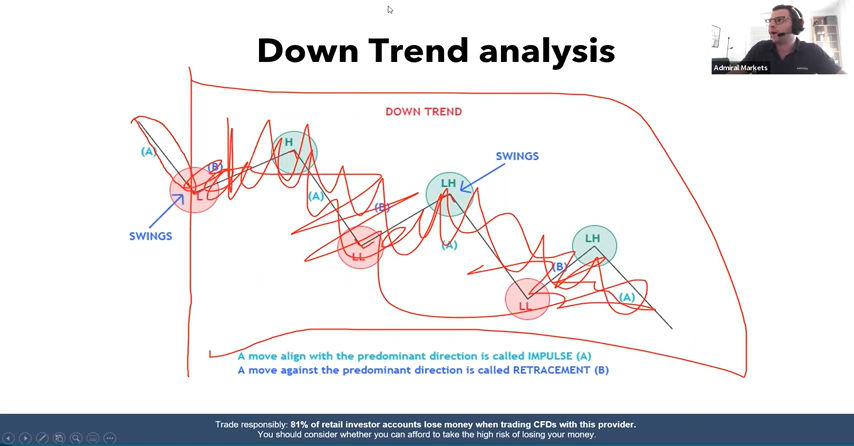 Admiral Markets
Down Trend analysis
DOWN TREND
SWINGS
H
(A)
(B)
LH
L
(A)
(B)
SWINGS
LH
(A)
LL
(B)
(A)
LL
A move align with the predominant direction is called IMPULSE (A)
A move against the predominant direction is called RETRACEMENT (B)
Trade responsibly: 81% of retail investor accounts lose money when trading CFDs with this provider.
You should consider whether you can afford to take the high risk of losing your money.